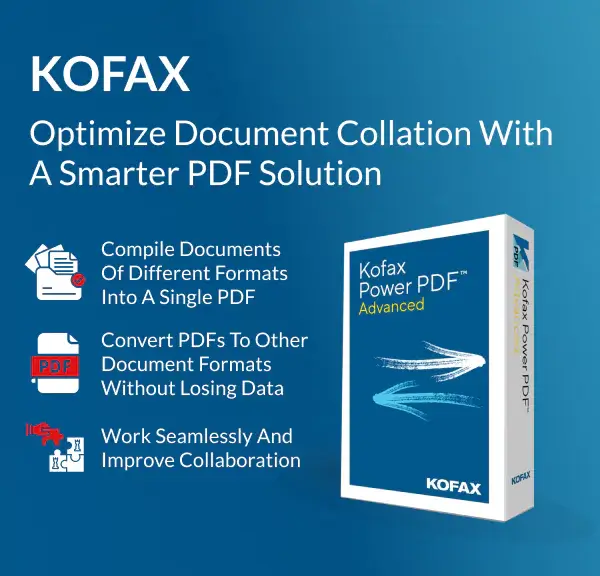 KOFAX
Optimize Document Collation With
A Smarter PDF Solution
Compile Documents
Of Different Formats
Into A Single PDF
PDF
Convert PDFs To Other
Document Formats
Without Losing Data
Work Seamlessly And
Improve Collaboration
Kofax
Power PDF™
Advanced
KOFAX
PDF
Kofax Power PDF™
Advanced
KOFAX